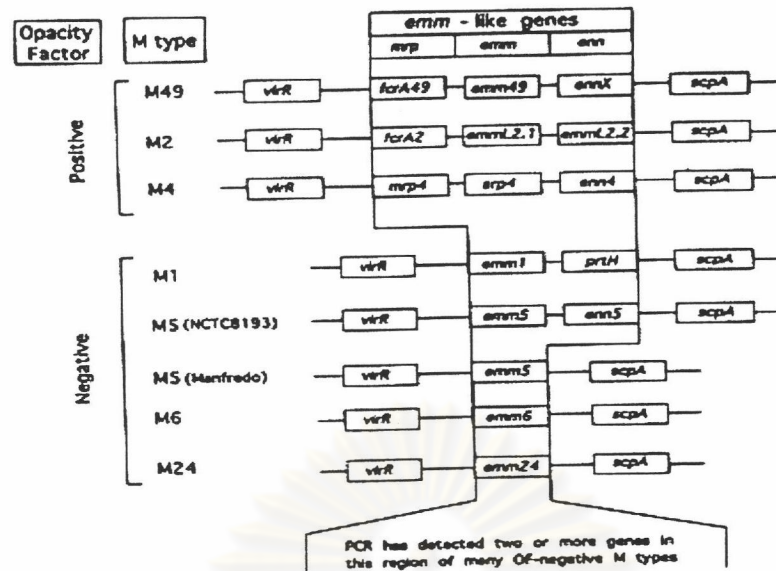 emm - like genes
Opacity Factor
M type
mrp emm enn
Positive
M49 virR fcrA49 emm49 ennX scpA
M2 virR fcrA2 emmL2.1 emmL2.2 scpA
M4 virR mrp4 arp4 enn4 scpA
Negative
M1 virR emm1 prtH scpA
M5 (NCTC8193) virR emm5 enn5 scpA
M5 (Manfredo) virR emm5 scpA
M6 virR emm6 scpA
M24 virR emm24 scpA
PCR has detected two or more genes in
this region of many OF-negative M types